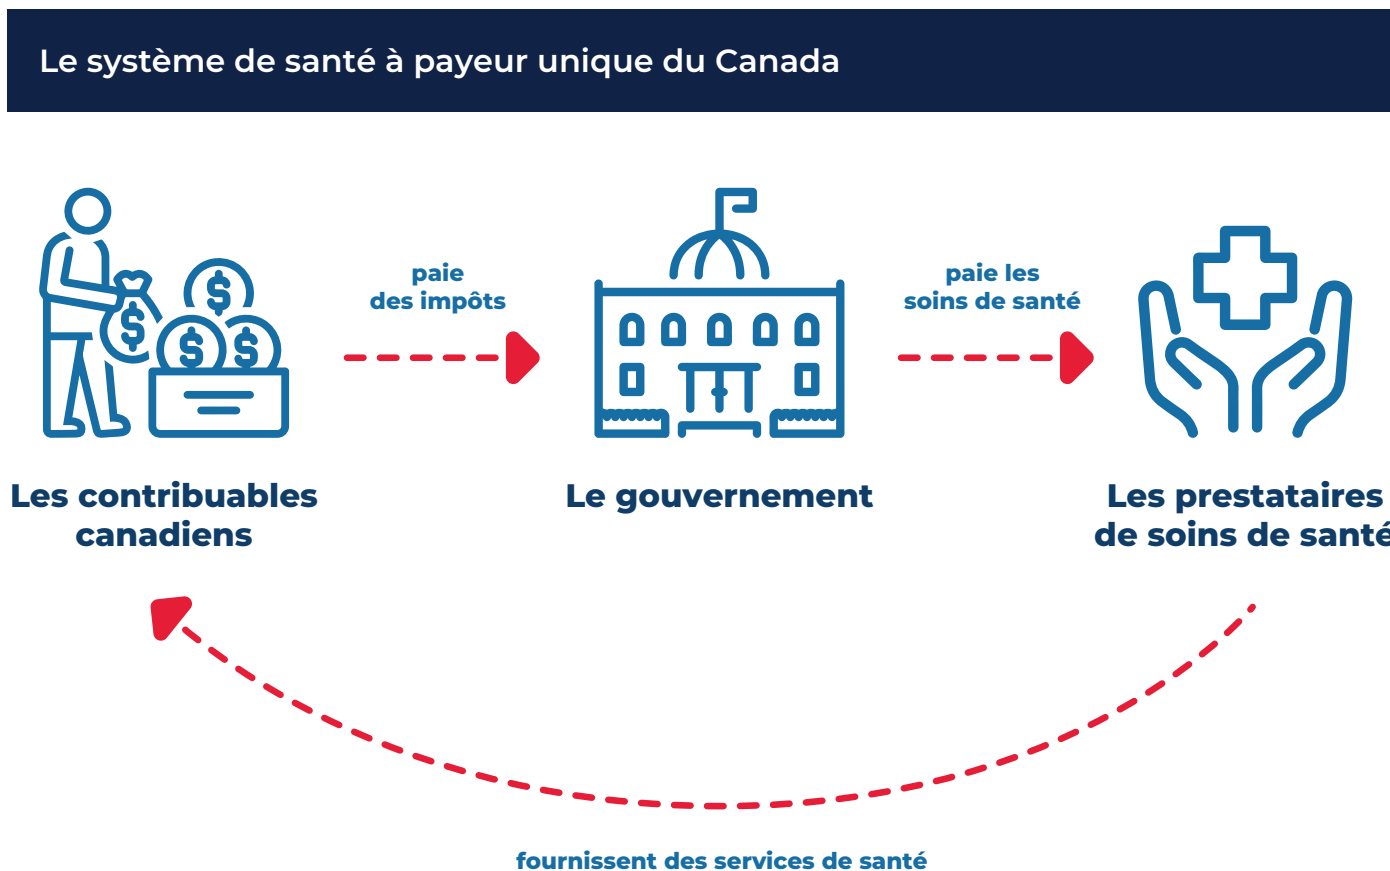 Le système de santé à payeur unique du Canada
paie
des impôts
paie les
soins de santé
Les contribuables
canadiens
Le gouvernement
Les prestataires
de soins de santé
fournissent des services de santé